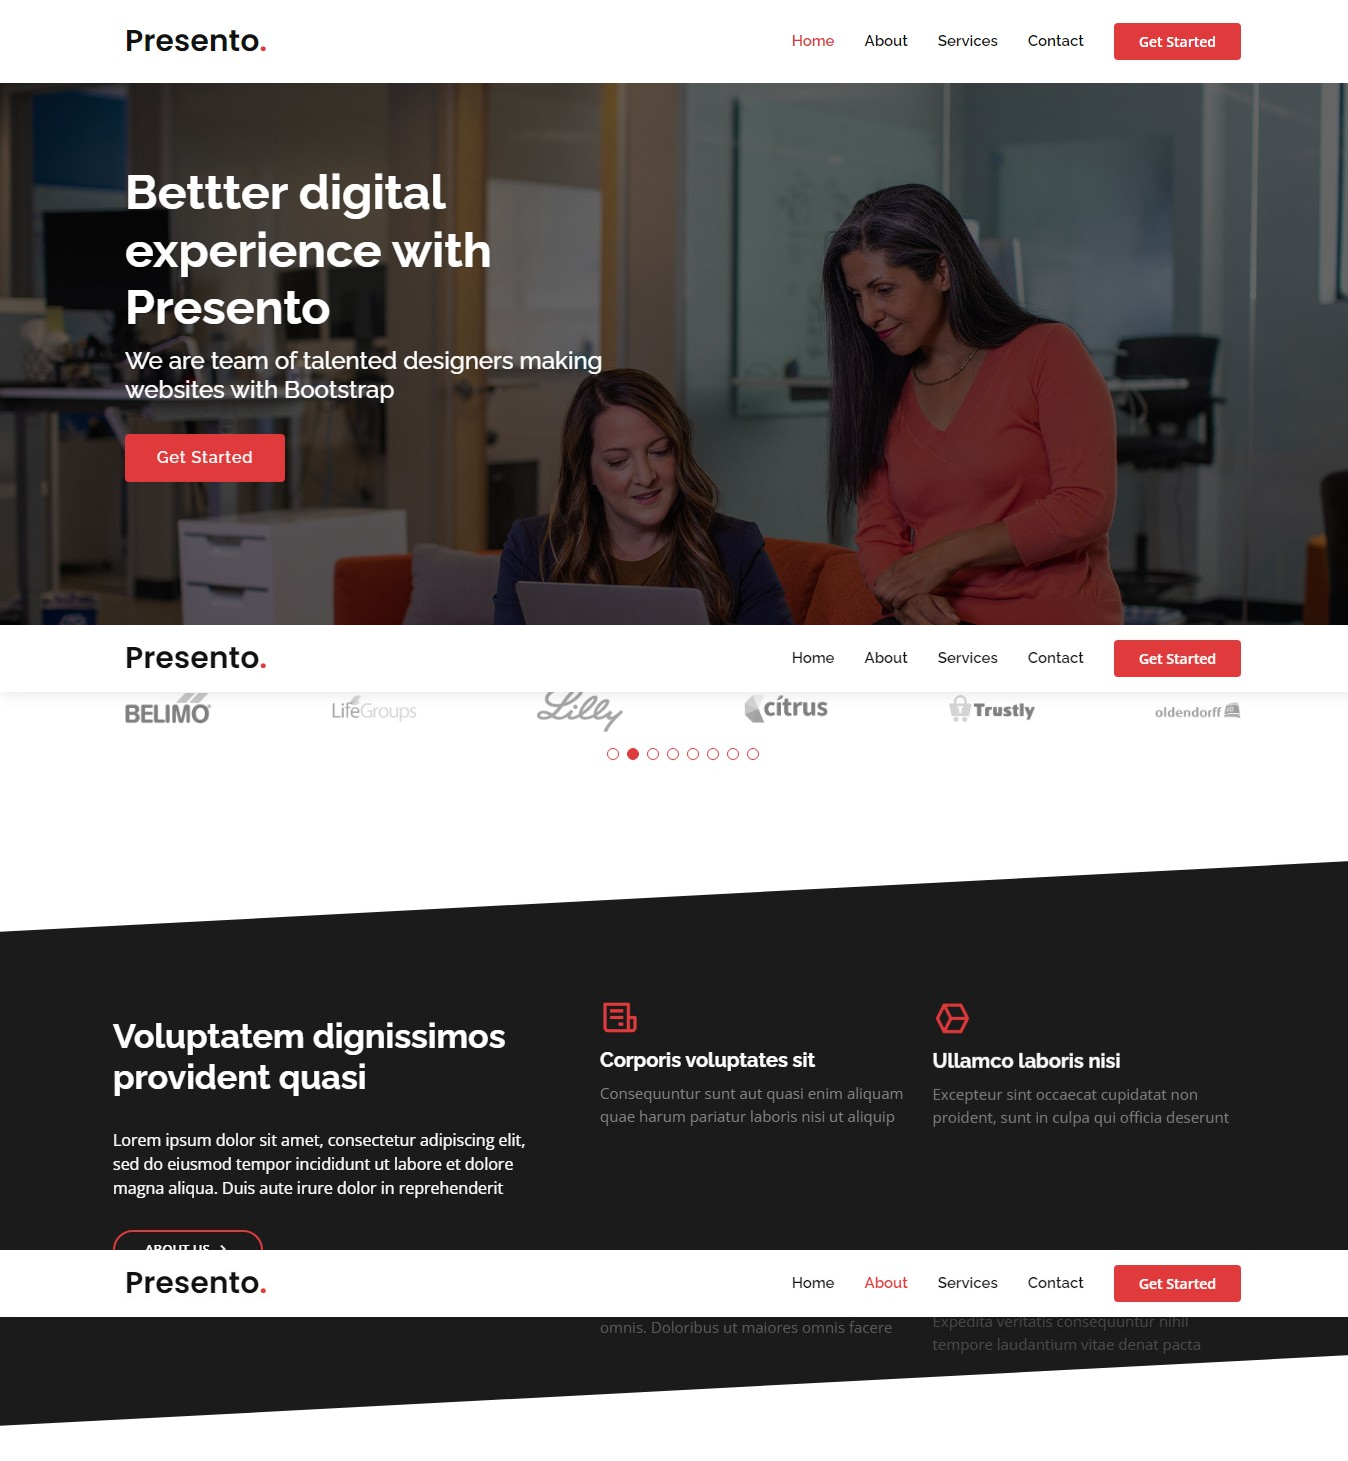 Presento.
Home About Services Contact Get Started
Bettter digital
experience with
Presento
We are team of talented designers making
websites with Bootstrap
Get Started
Presento.
Home About Services Contact Get Started
BELIMO LifeGroups Lilly citrus Trustly oldendorff
Voluptatem dignissimos
provident quasi
Lorem ipsum dolor sit amet, consectetur adipiscing elit,
sed do eiusmod tempor incididunt ut labore et dolore
magna aliqua. Duis aute irure dolor in reprehenderit
ABOUT US
Corporis voluptates sit
Consequuntur sunt aut quasi enim aliquam
quae harum pariatur laboris nisi ut aliquip
Ullamco laboris nisi
Excepteur sint occaecat cupidatat non
proident, sunt in culpa qui officia deserunt
Presento.
Home About Services Contact Get Started
omnis. Doloribus ut maiores omnis facere
Expedita veritatis consequuntur nihil
tempore laudantium vitae denat pacta